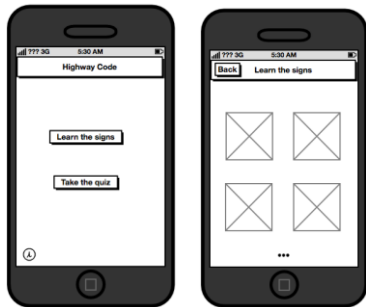 ??? 3G 5:30 AM
Highway Code
Learn the signs
Take the quiz
i
??? 3G 5:30 AM
Back Learn the signs
•••